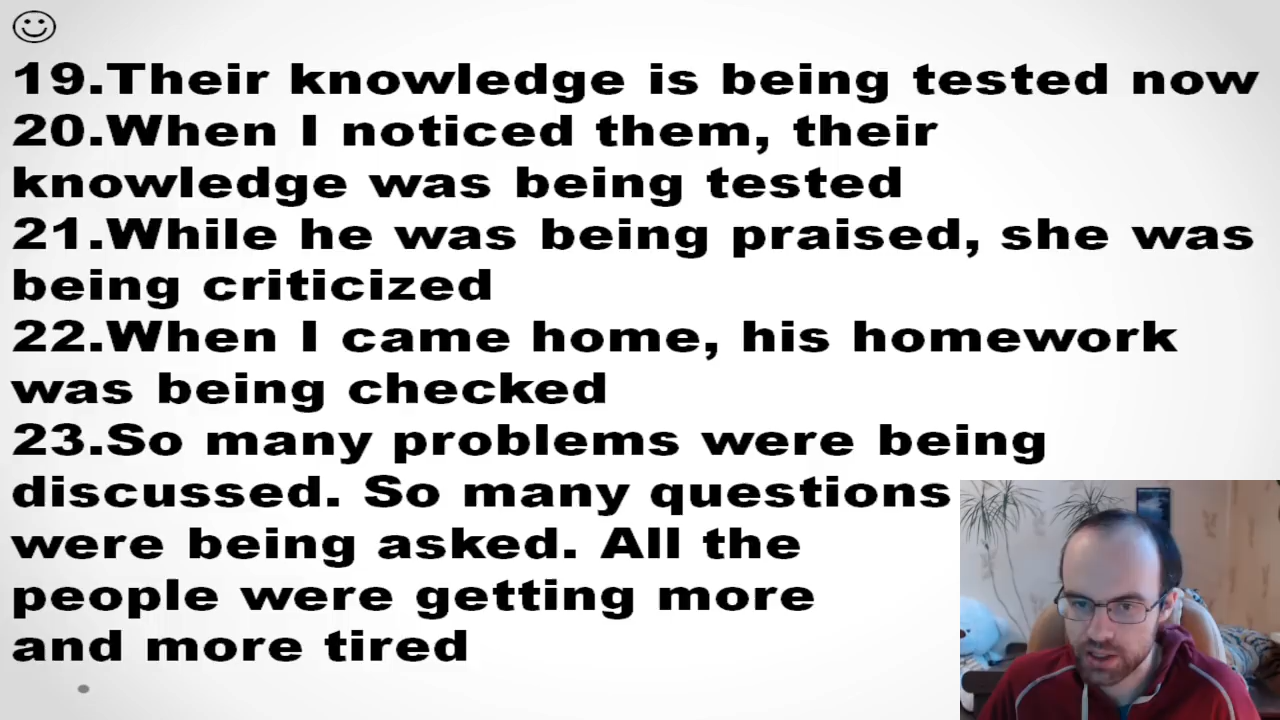 19.Their knowledge is being tested now
20.When I noticed them, their
knowledge was being tested
21.While he was being praised, she was
being criticized
22.When I came home, his homework
was being checked
23.So many problems were being
discussed. So many questions
were being asked. All the
people were getting more
and more tired